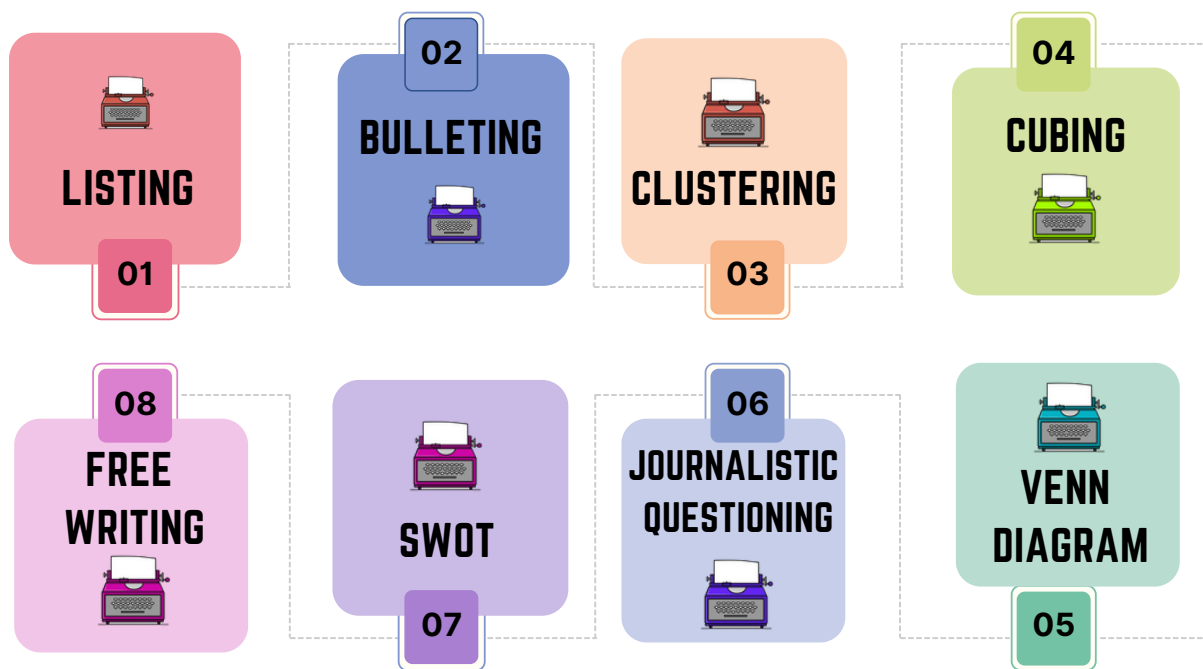 LISTING
01
02
BULLETING
CLUSTERING
03
04
CUBING
VENN
DIAGRAM
05
06
JOURNALISTIC
QUESTIONING
SWOT
07
08
FREE
WRITING